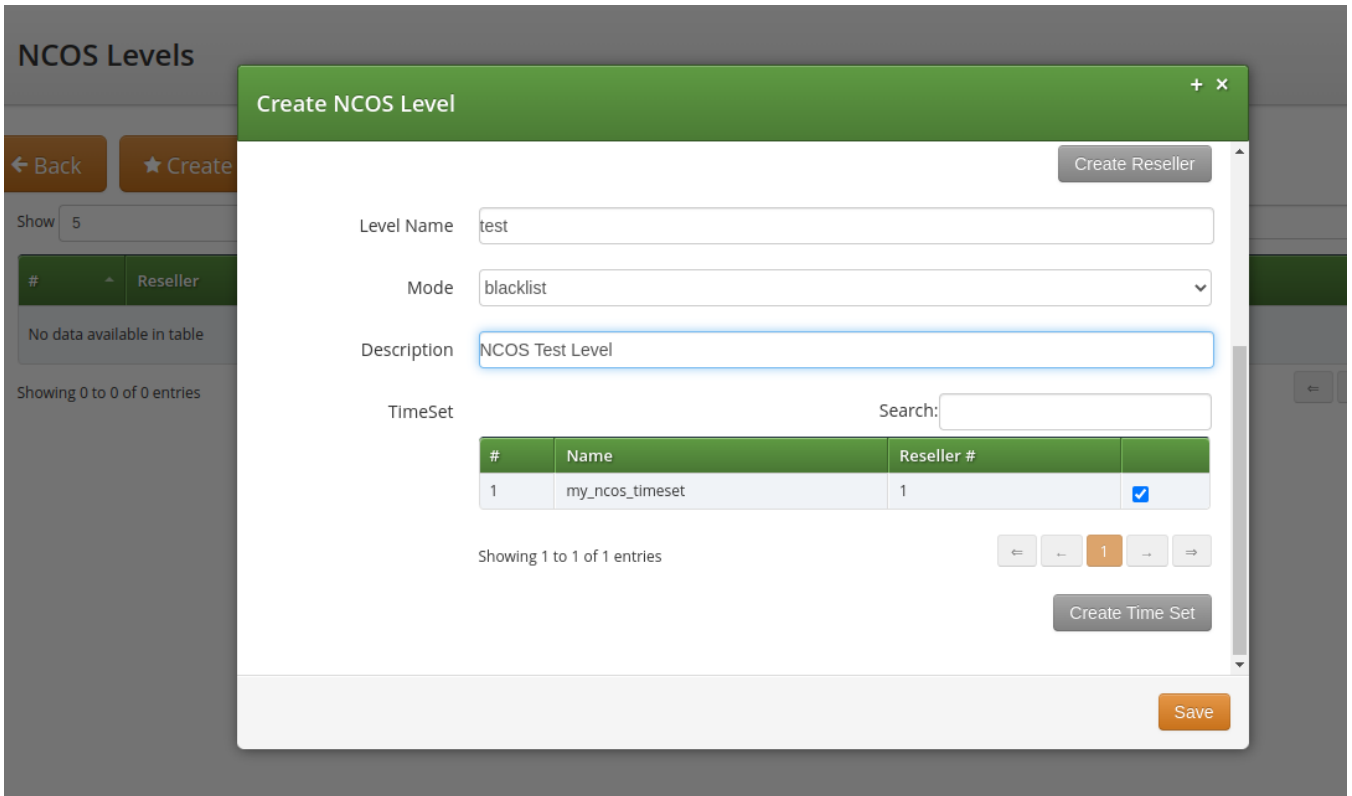 NCOS Levels
Create NCOS Level
+ ×
← Back
★ Create
Create Reseller
Show 5
Level Name test
# Reseller
Mode blacklist
No data available in table
Description NCOS Test Level
Showing 0 to 0 of 0 entries
TimeSet Search:
# Name Reseller #
1 my_ncos_timeset 1
Showing 1 to 1 of 1 entries
⇐ ← 1 → ⇒
Create Time Set
Save